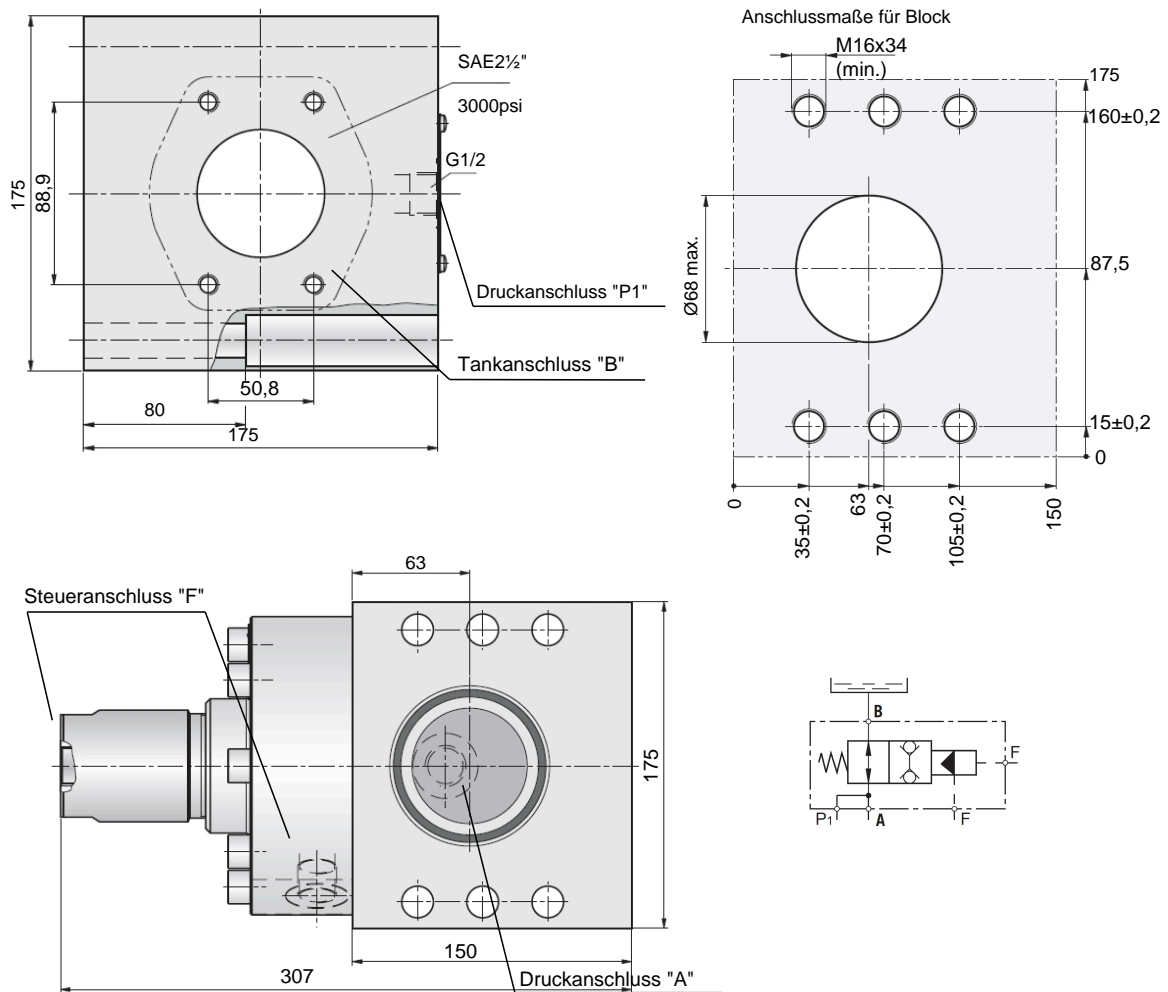 Anschlussmaße für Block
M16x34
(min.)
SAE2½"
3000psi
G1/2
175
88,9
Druckanschluss "P1"
Tankanschluss "B"
50,8
80
175
175
160±0,2
Ø68 max.
87,5
15±0,2
0
0
35±0,2
63
70±0,2
105±0,2
150
63
Steueranschluss "F"
175
150
307
Druckanschluss "A"
B
F
P1
A
F